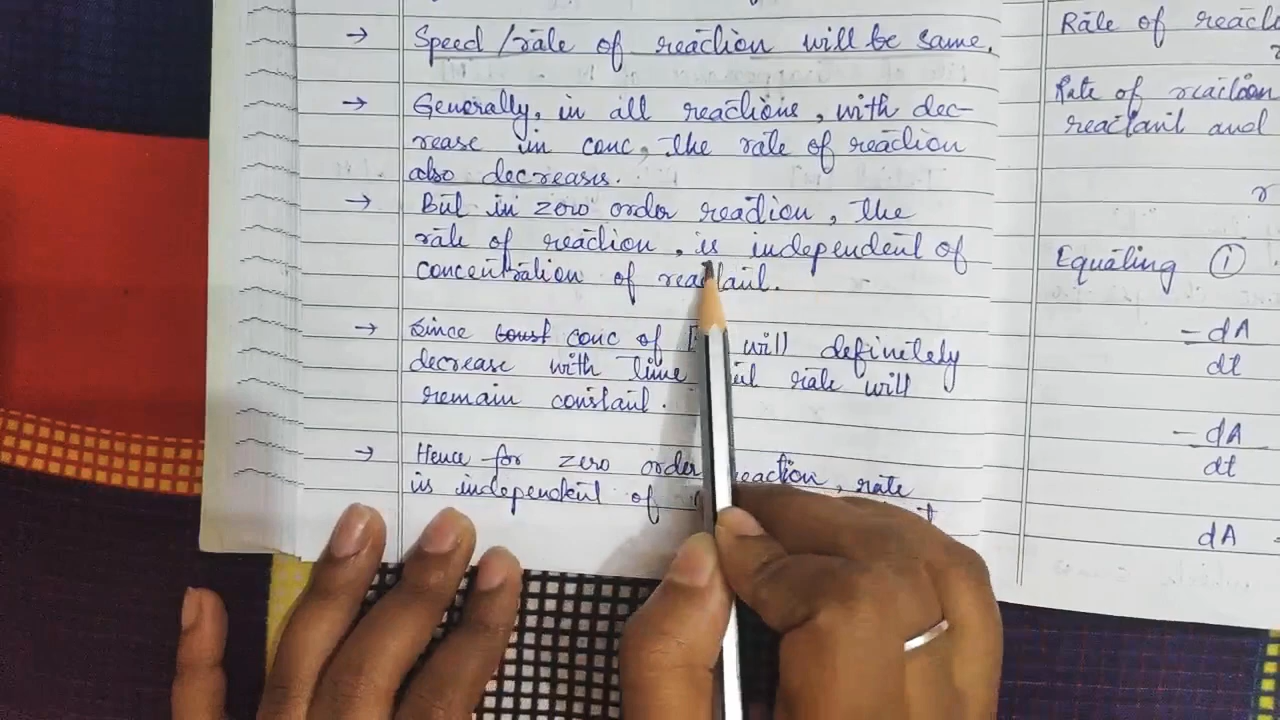 → Speed / rate of reaction will be same.
→ Generally, in all reactions, with dec-
rease in conc, the rate of reaction
also decreases.
→ But in zero order reaction, the
rate of reaction, is independent of
concentration of reactant.
→ Since const conc of will definitely
decrease with time but rate will
remain constant.
→ Hence for zero order reaction, rate
is independent of
Rate of
Rate of reaction
reactant and
r
Equating ①
- dA
dt
- dA
dt
dA